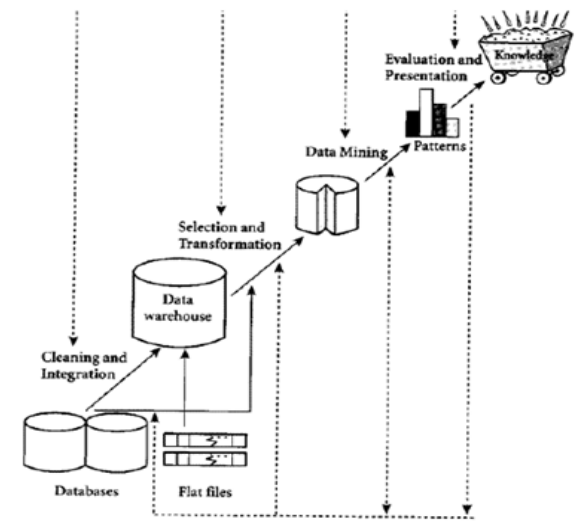 Evaluation and
Presentation
Knowledge
Patterns
Data Mining
Selection and
Transformation
Data
warehouse
Cleaning and
Integration
Databases
Flat files